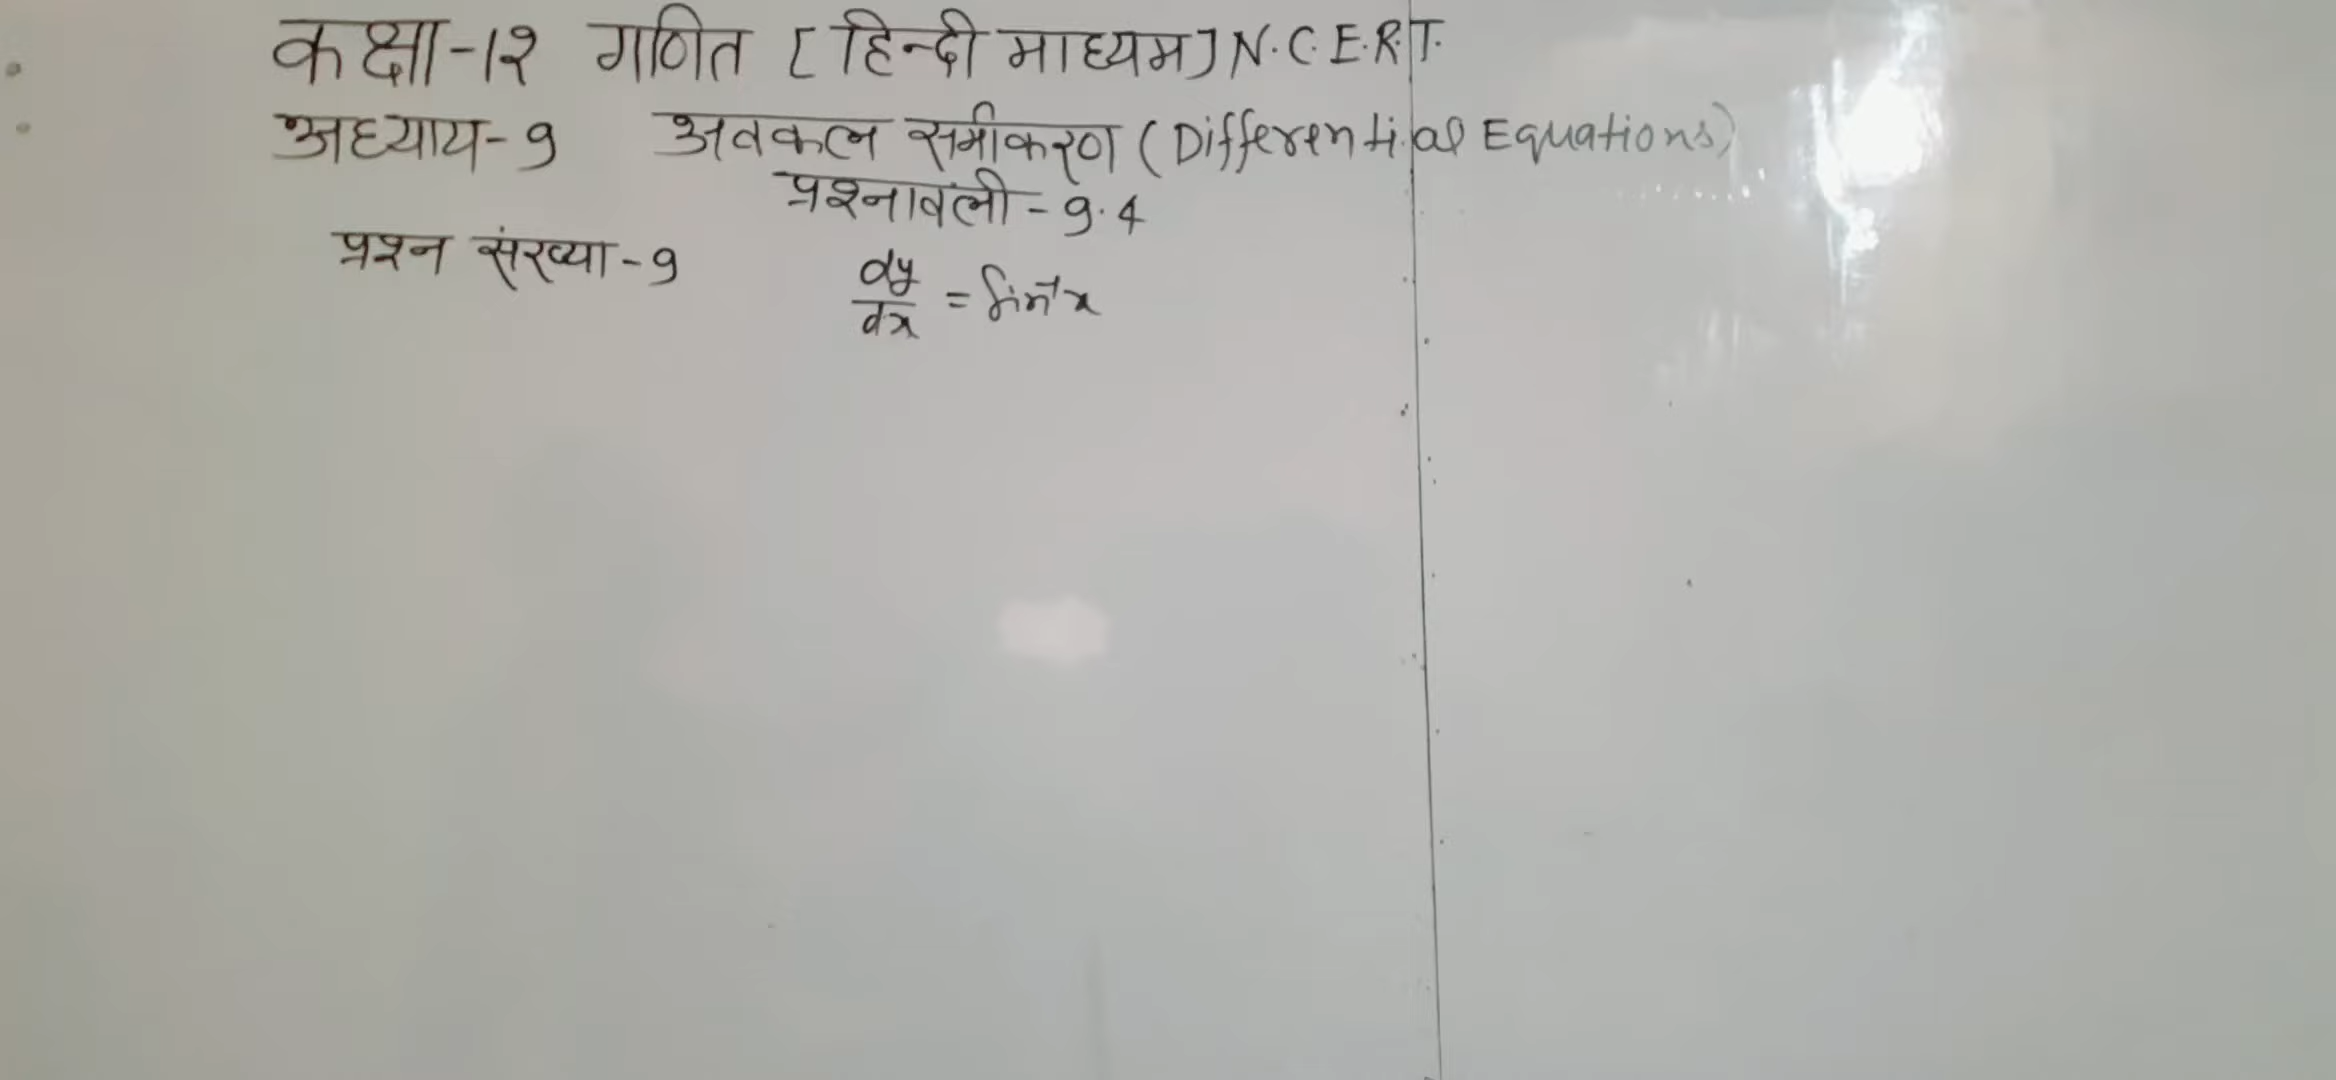 कक्षा-१२ गणित [हिन्दी माध्यम] N.C.E.R.T.
अध्याय-9 अवकल समीकरण (Differential Equations)
प्रश्नावली-9.4
प्रश्न संख्या-9 dy/dx = Sin⁻¹x